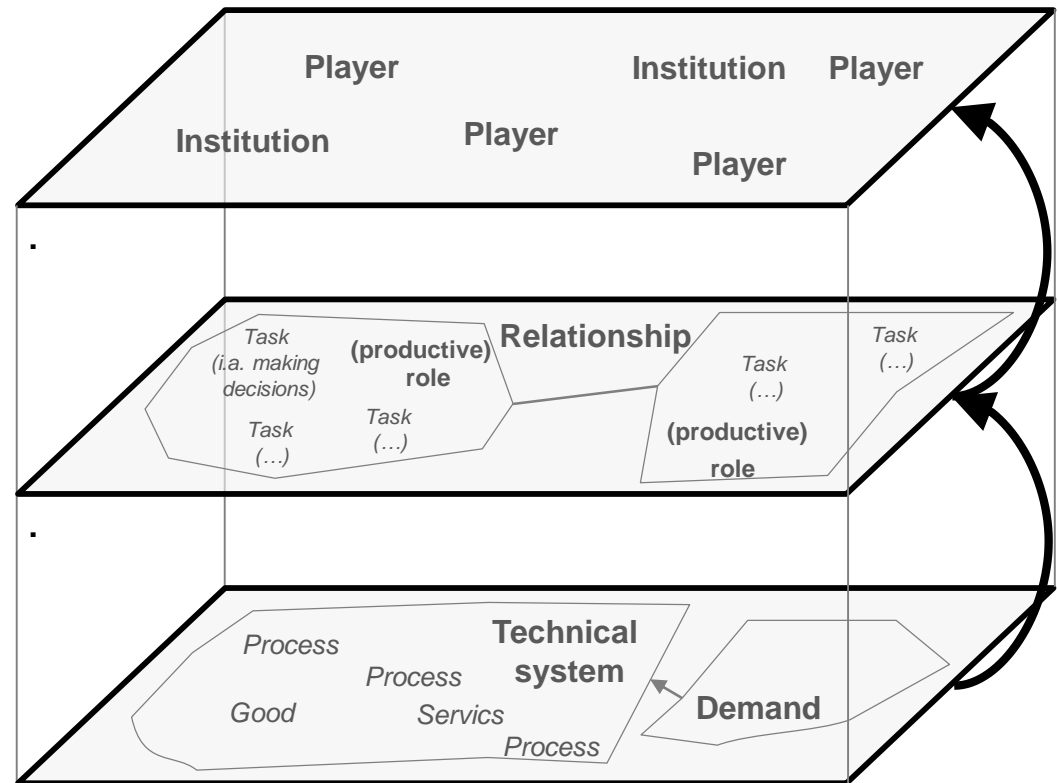 Player
Institution
Player
Institution
Player
Player
.
Task
(i.a. making
decisions)
(productive)
role
Relationship
Task
(…)
Task
(…)
Task
(…)
Task
(…)
(productive)
role
.
Process
Technical
system
Process
Good
Servics
Process
Demand